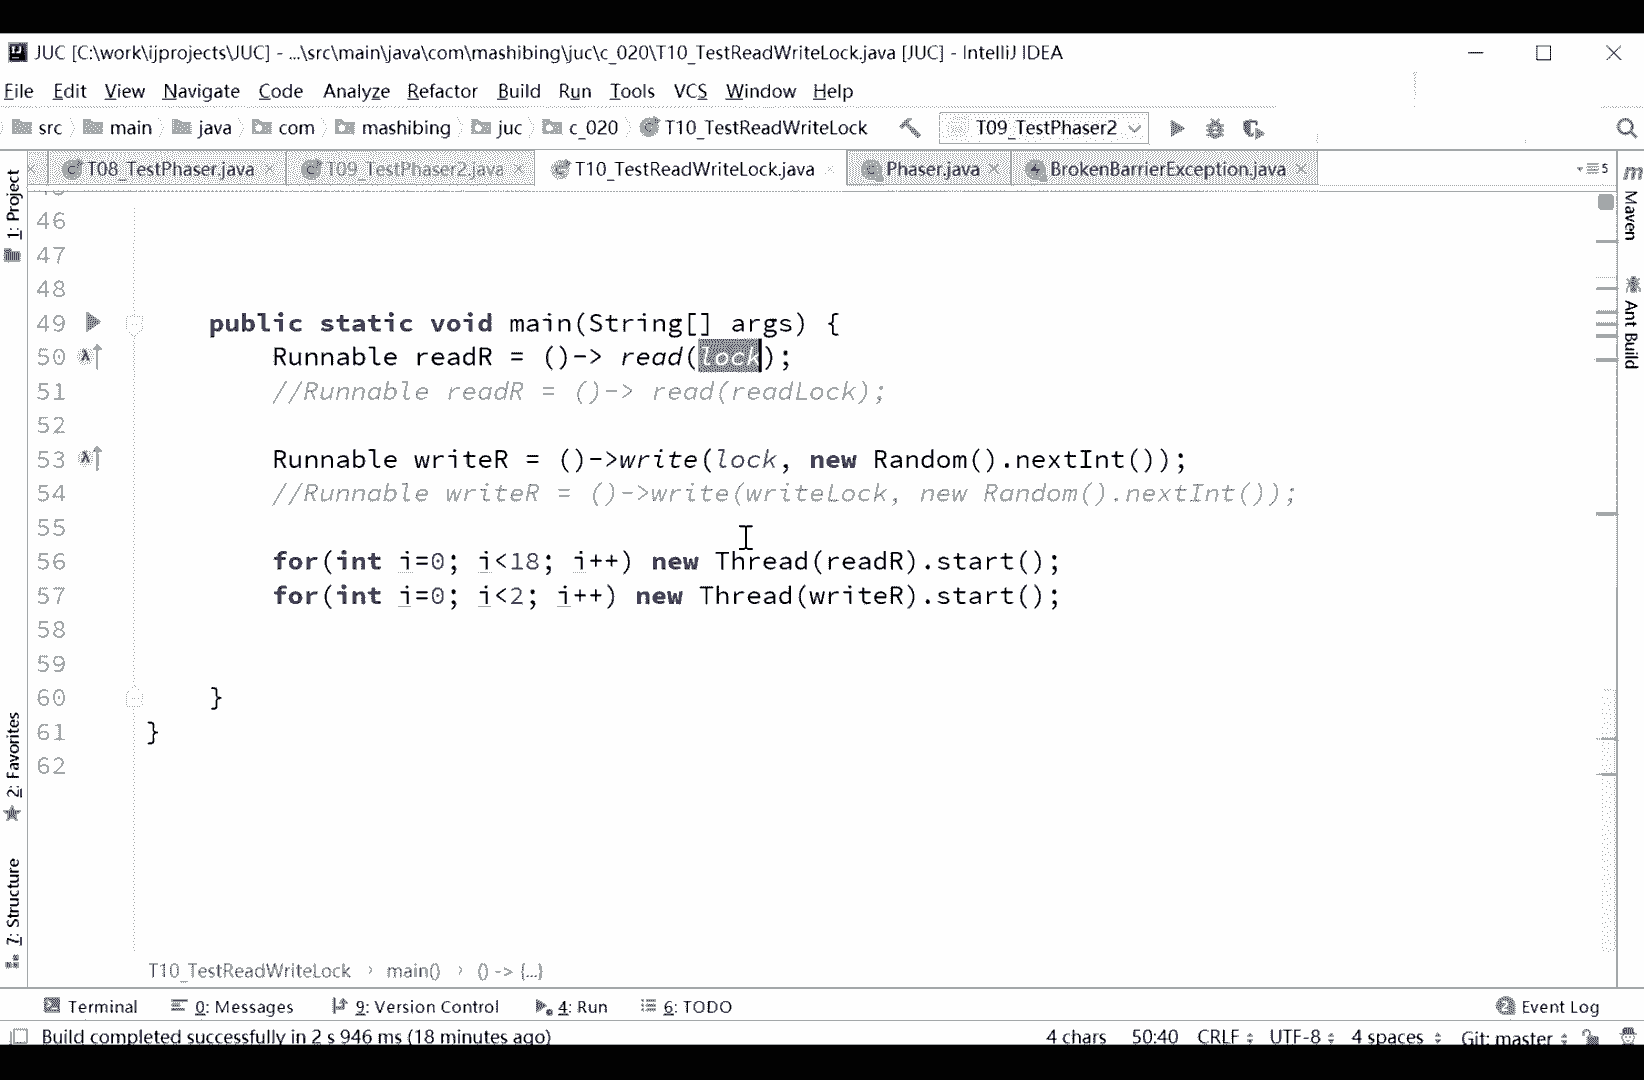 JUC [C:\work\ijprojects\JUC] - ...\src\main\java\com\mashibing\juc\c_020\T10_TestReadWriteLock.java [JUC] - IntelliJ IDEA
File Edit View Navigate Code Analyze Refactor Build Run Tools VCS Window Help
src main java com mashibing juc c_020 T10_TestReadWriteLock T09_TestPhaser2
T08_TestPhaser.java T09_TestPhaser2.java T10_TestReadWriteLock.java Phaser.java BrokenBarrierException.java 5
1: Project
2: Favorites
7: Structure
46
47
48
49 public static void main(String[] args) {
50 Runnable readR = ()-> read(lock);
51 //Runnable readR = ()-> read(readLock);
52
53 Runnable writeR = ()->write(lock, new Random().nextInt());
54 //Runnable writeR = ()->write(writeLock, new Random().nextInt());
55
56 for(int i=0; i<18; i++) new Thread(readR).start();
57 for(int i=0; i<2; i++) new Thread(writeR).start();
58
59
60 }
61 }
62
Maven
Ant Build
T10_TestReadWriteLock › main() › () -> {...}
Terminal 0: Messages 9: Version Control 4: Run 6: TODO 2 Event Log
Build completed successfully in 2 s 946 ms (18 minutes ago) 4 chars 50:40 CRLF UTF-8 4 spaces Git: master